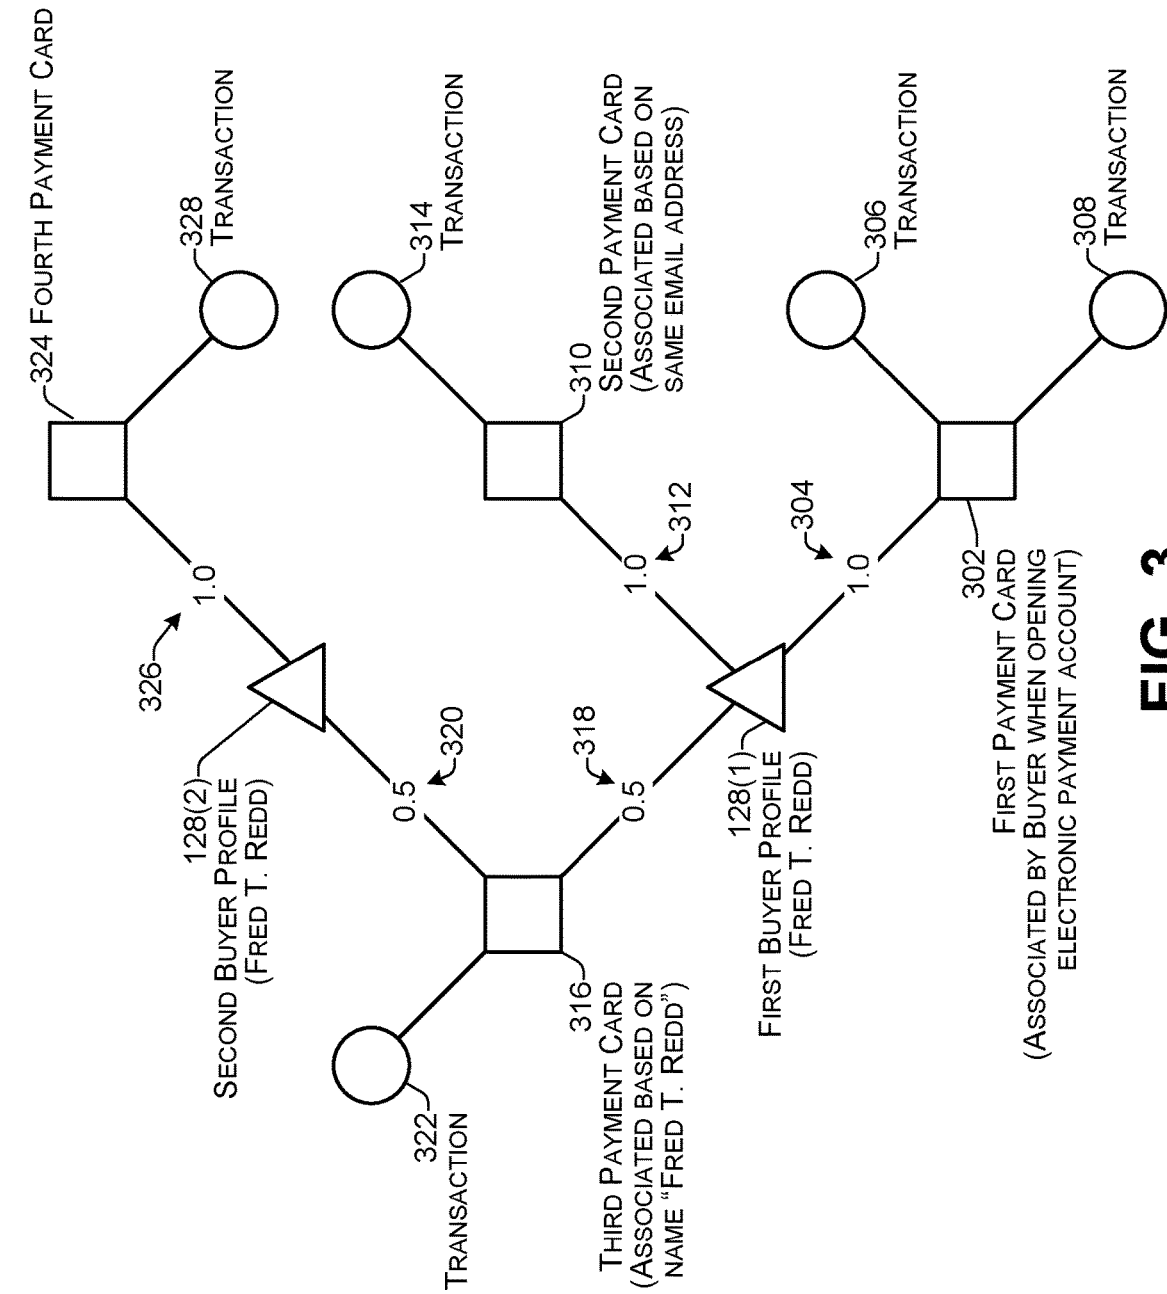 324 FOURTH PAYMENT CARD
328
TRANSACTION
1.0
326
128(2)
SECOND BUYER PROFILE
(FRED T. REDD)
314
TRANSACTION
310
SECOND PAYMENT CARD
(ASSOCIATED BASED ON
SAME EMAIL ADDRESS)
1.0
312
0.5
320
322
TRANSACTION
316
THIRD PAYMENT CARD
(ASSOCIATED BASED ON
NAME “FRED T. REDD”)
0.5
318
128(1)
FIRST BUYER PROFILE
(FRED T. REDD)
1.0
304
306
TRANSACTION
308
TRANSACTION
302
FIRST PAYMENT CARD
(ASSOCIATED BY BUYER WHEN OPENING
ELECTRONIC PAYMENT ACCOUNT)
FIG. 3